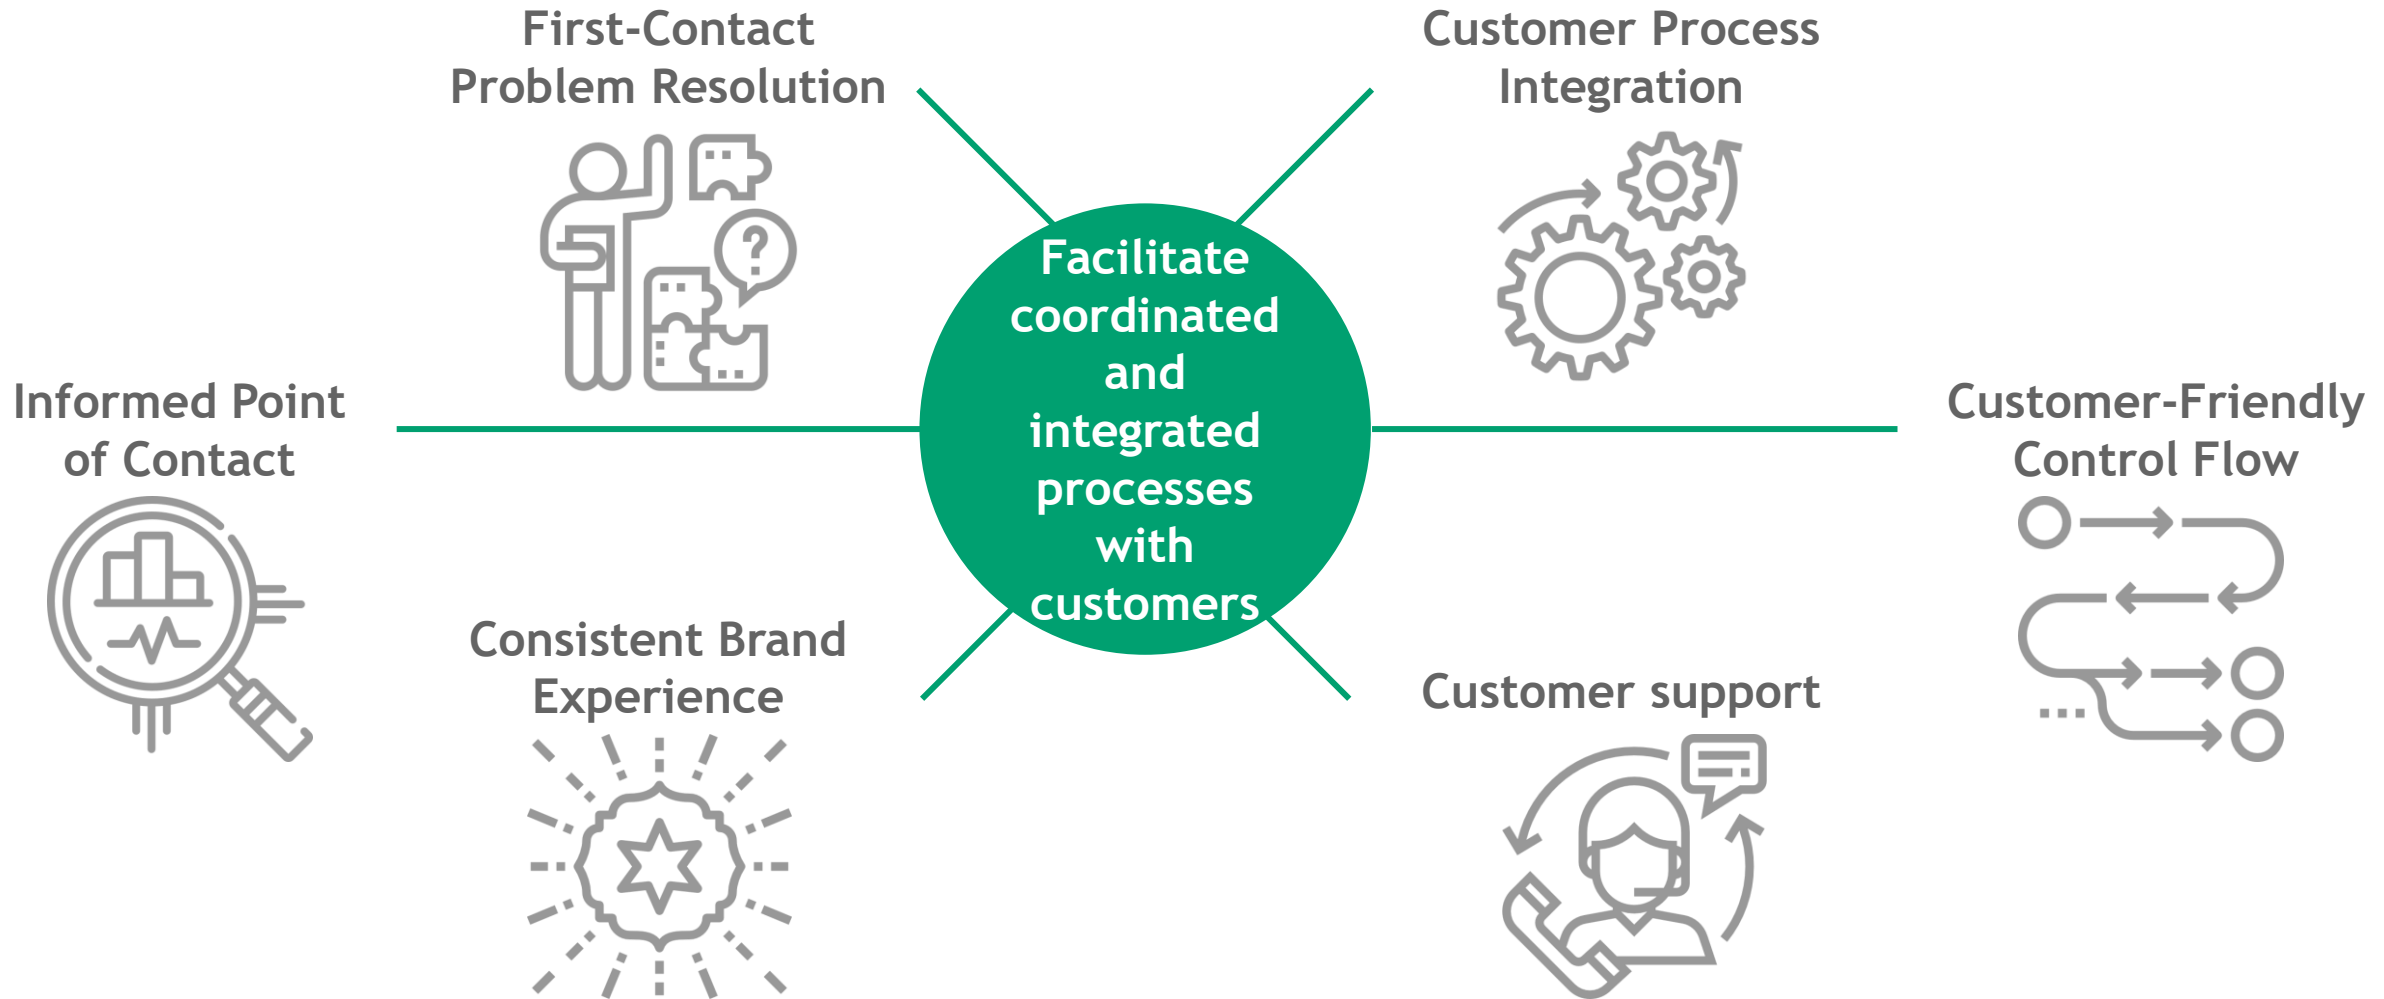 First-Contact
Problem Resolution
Customer Process
Integration
Facilitate
coordinated
and
integrated
processes
with
customers
?
Informed Point
of Contact
Customer-Friendly
Control Flow
Consistent Brand
Experience
Customer support